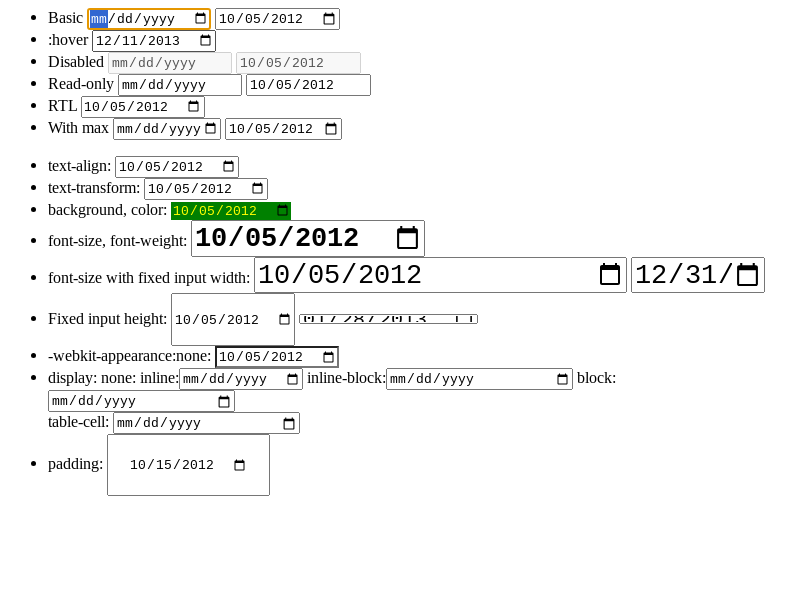 Basic mm/dd/yyyy 10/05/2012
:hover 12/11/2013
Disabled mm/dd/yyyy 10/05/2012
Read-only mm/dd/yyyy 10/05/2012
RTL 10/05/2012
With max mm/dd/yyyy 10/05/2012
text-align: 10/05/2012
text-transform: 10/05/2012
background, color: 10/05/2012
font-size, font-weight: 10/05/2012
font-size with fixed input width: 10/05/2012 12/31/
Fixed input height: 10/05/2012
-webkit-appearance:none: 10/05/2012
display: none: inline: mm/dd/yyyy inline-block: mm/dd/yyyy block:
mm/dd/yyyy
table-cell: mm/dd/yyyy
padding: 10/15/2012